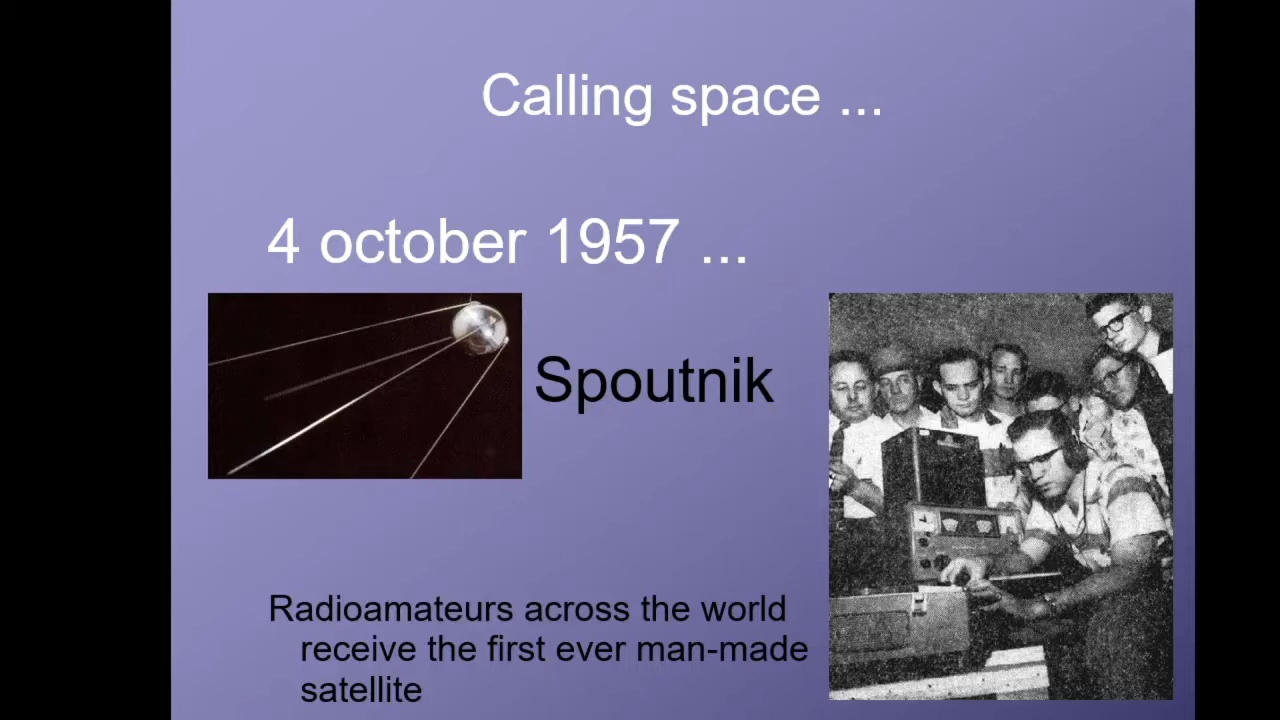 Calling space ...
4 october 1957 ...
Spoutnik
Radioamateurs across the world
receive the first ever man-made
satellite